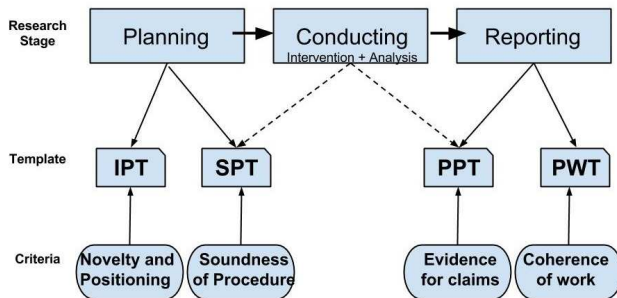 Research
Stage
Planning
Conducting
Intervention + Analysis
Reporting
Template
IPT
SPT
PPT
PWT
Criteria
Novelty and
Positioning
Soundness
of Procedure
Evidence
for claims
Coherence
of work